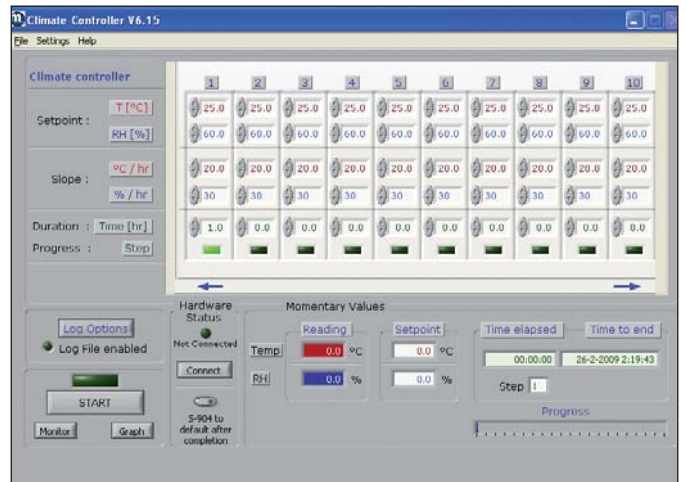 Climate Controller V6.15
File Settings Help
Climate controller
1 2 3 4 5 6 7 8 9 10
Setpoint :
T [°C] 25.0 25.0 25.0 25.0 25.0 25.0 25.0 25.0 25.0 25.0
RH [%] 60.0 60.0 60.0 60.0 60.0 60.0 60.0 60.0 60.0 60.0
Slope :
°C / hr 20.0 20.0 20.0 20.0 20.0 20.0 20.0 20.0 20.0 20.0
% / hr 30 30 30 30 30 30 30 30 30 30
Duration : Time [hr] 1.0 0.0 0.0 0.0 0.0 0.0 0.0 0.0 0.0 0.0
Progress : Step
Log Options
Log File enabled
START
Monitor Graph
Hardware
Status
Not Connected
Connect
S-904 to
default after
completion
Momentary Values
Reading Setpoint
Temp 0.0 °C 0.0 °C
RH 0.0 % 0.0 %
Time elapsed Time to end
00:00:00 26-2-2009 2:19:43
Step 1
Progress